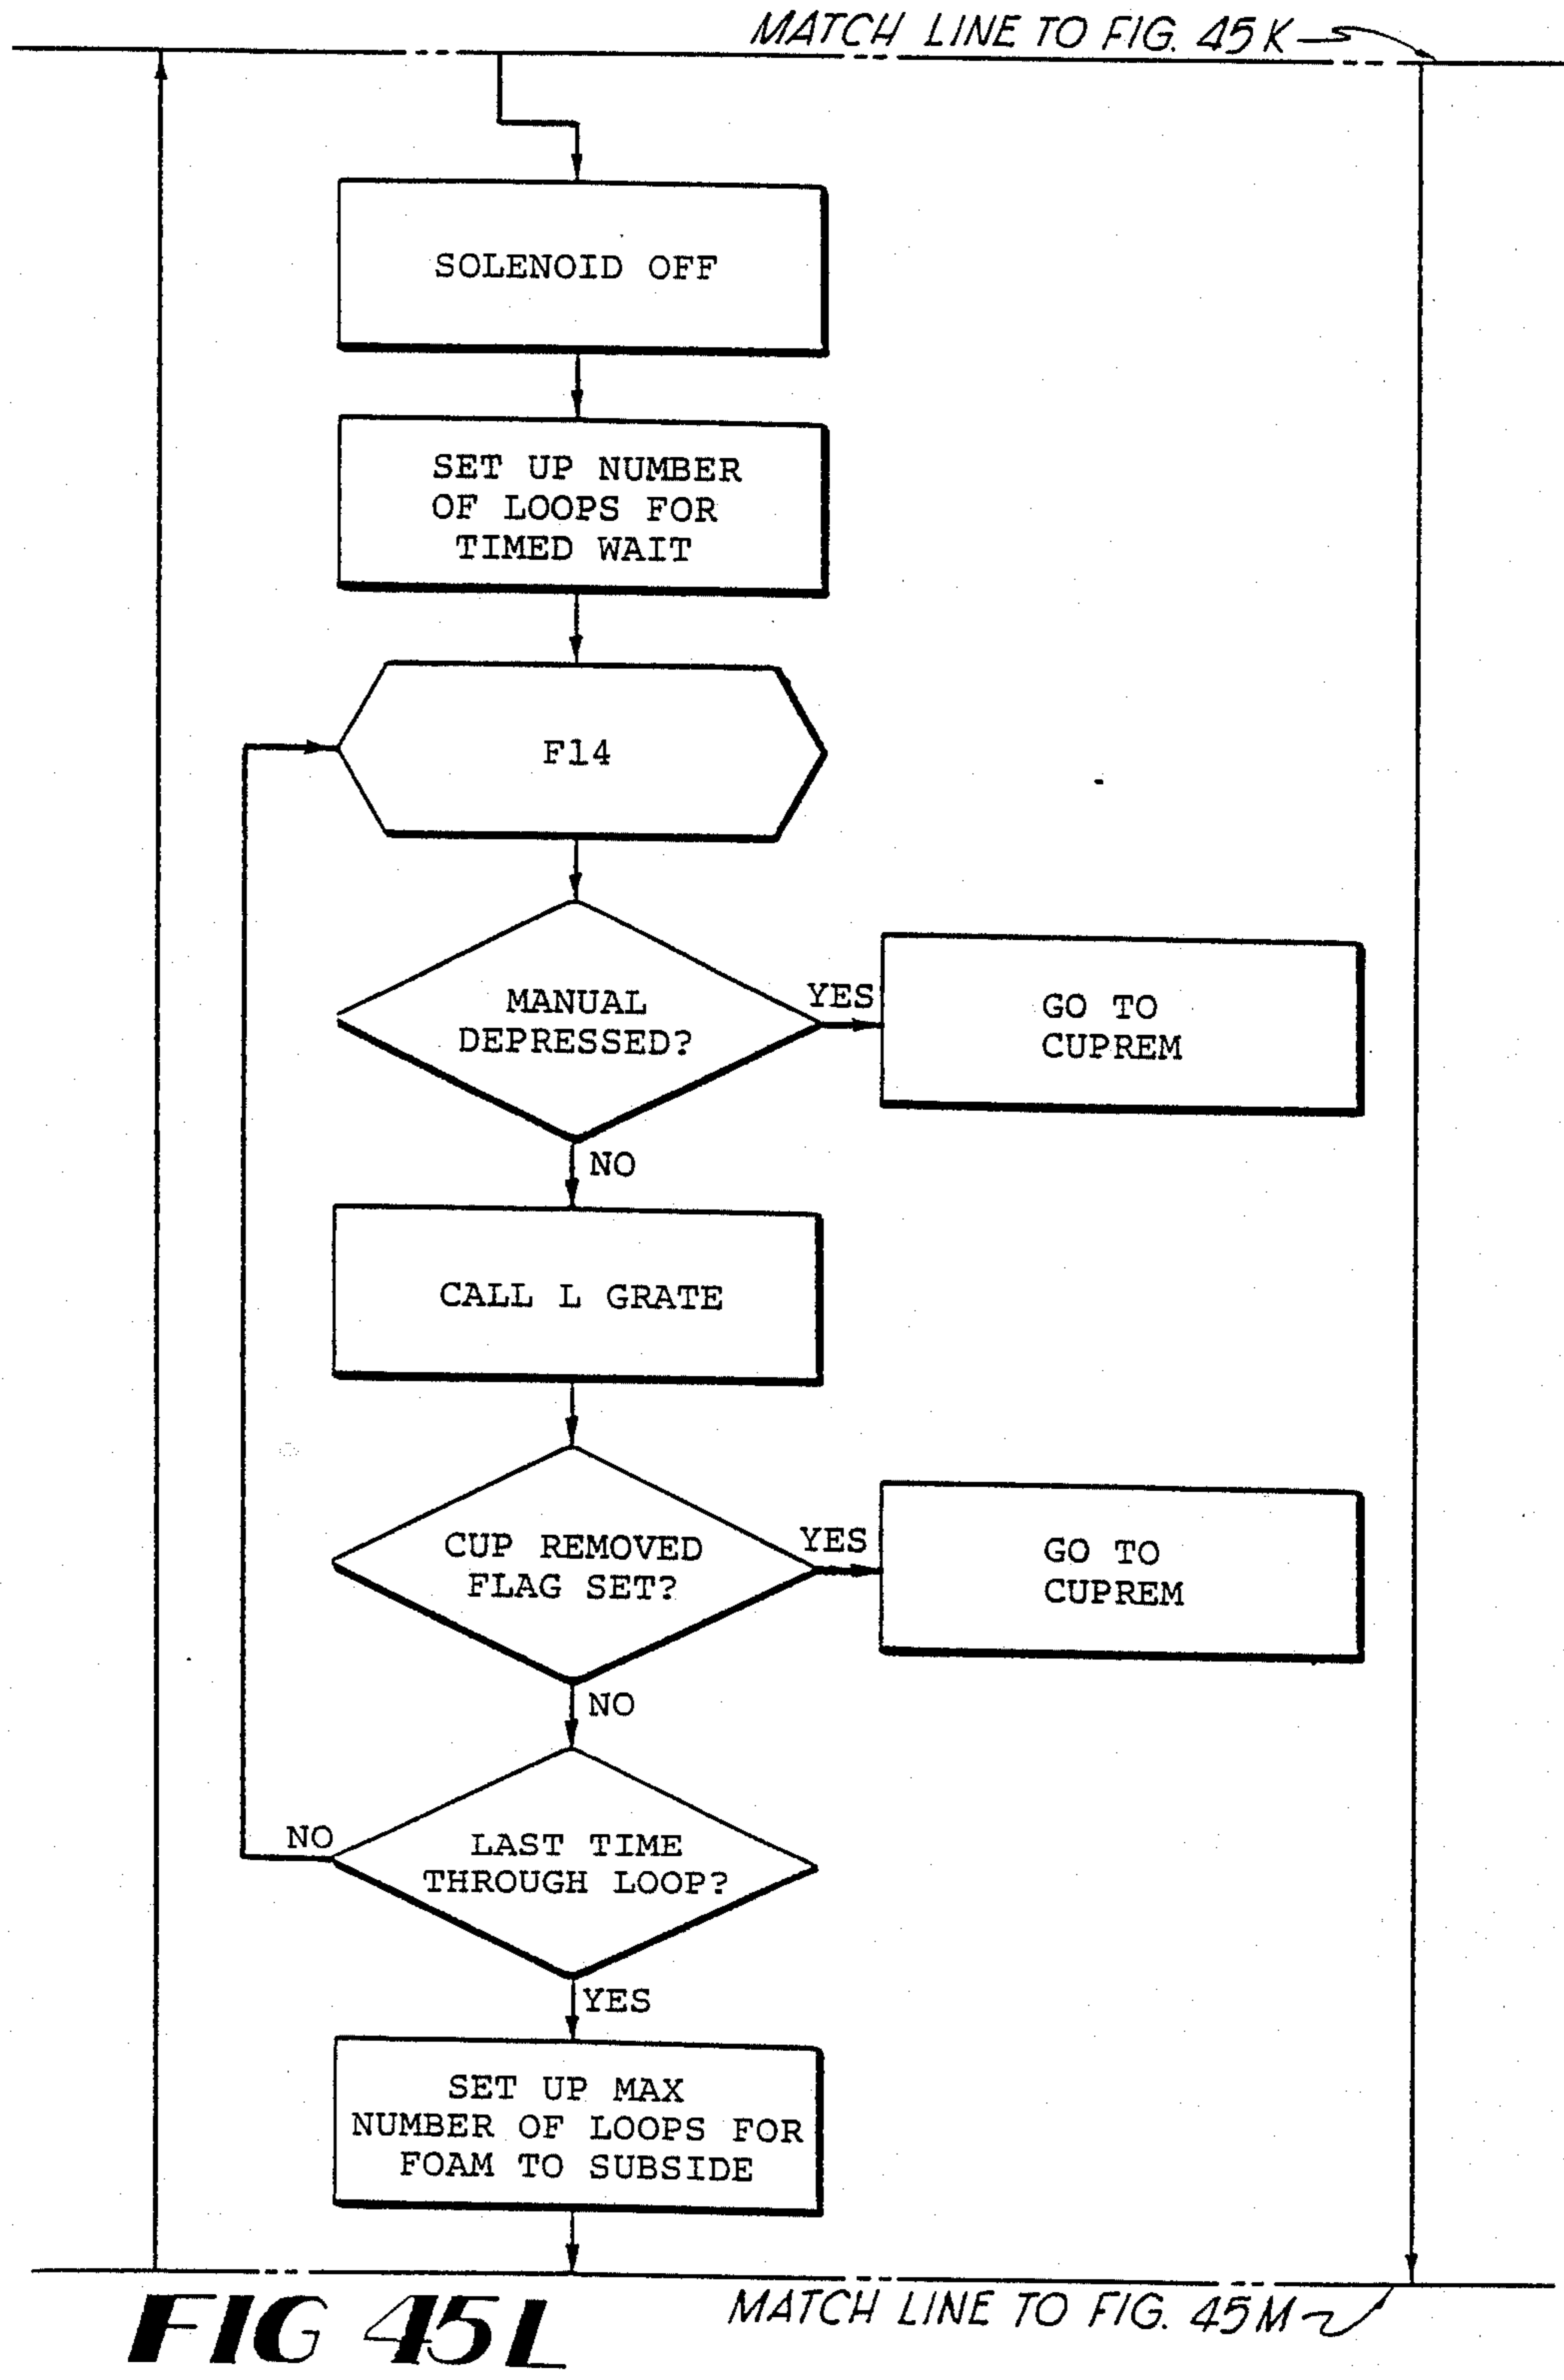 MATCH LINE TO FIG. 45K
SOLENOID OFF
SET UP NUMBER
OF LOOPS FOR
TIMED WAIT
F14
MANUAL
DEPRESSED?
YES
GO TO
CUPREM
NO
CALL L GRATE
CUP REMOVED
FLAG SET?
YES
GO TO
CUPREM
NO
LAST TIME
THROUGH LOOP?
NO
YES
SET UP MAX
NUMBER OF LOOPS FOR
FOAM TO SUBSIDE
FIG 45L
MATCH LINE TO FIG. 45M